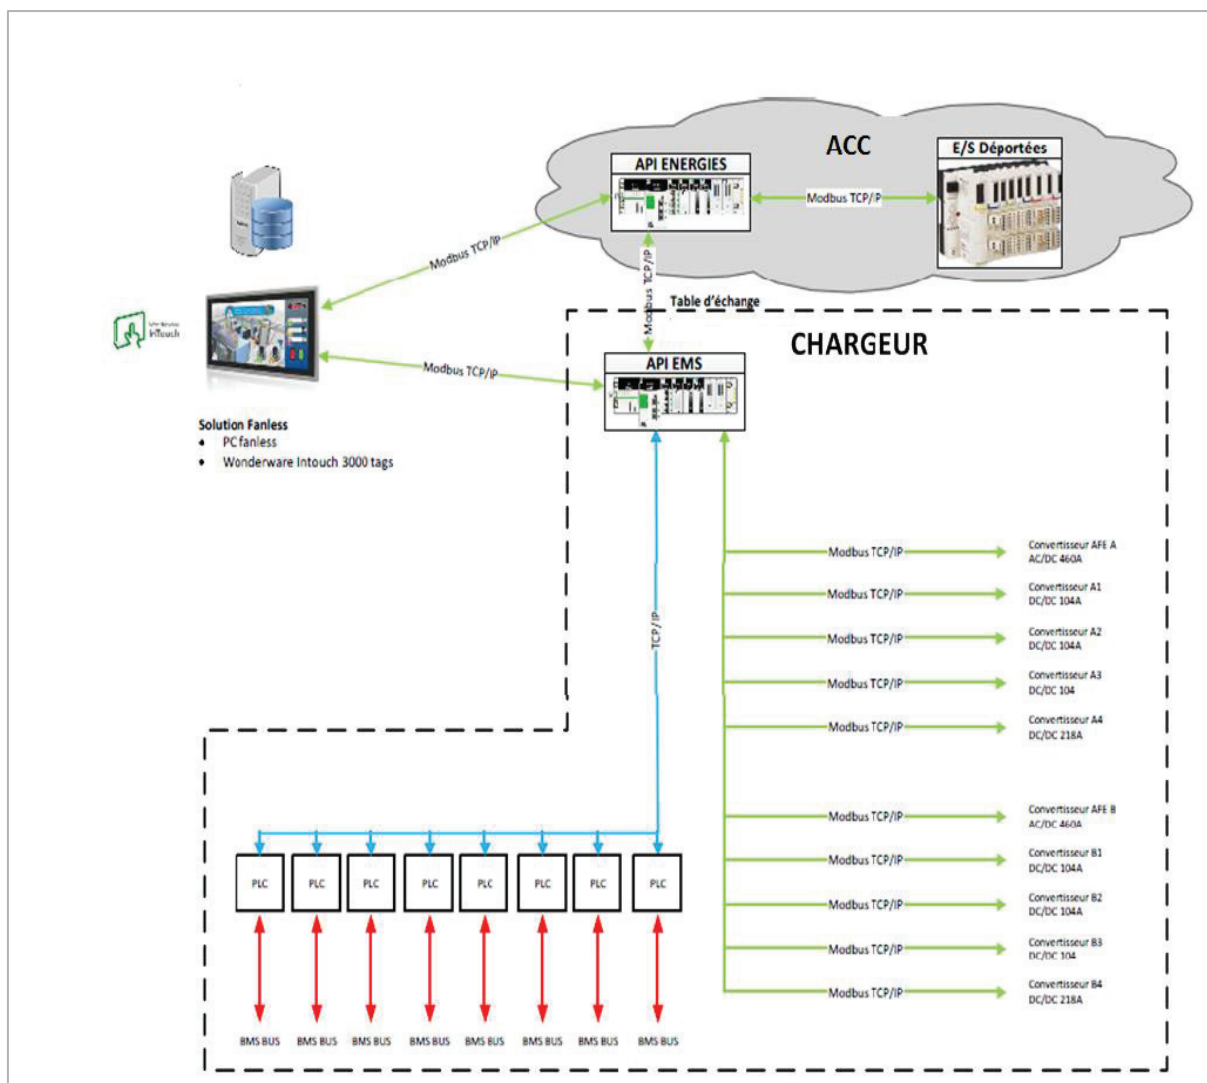 ACC
API ENERGIES
E/S Déportées
Modbus TCP/IP
Modbus TCP/IP
Modbus TCP/IP
Table d'échange
InTouch
CHARGEUR
API EMS
Modbus TCP/IP
Solution Fanless
• PC fanless
• Wonderware Intouch 3000 tags
TCP/IP
Modbus TCP/IP
Convertisseur AFE A
AC/DC 460A
Modbus TCP/IP
Convertisseur A1
DC/DC 104A
Modbus TCP/IP
Convertisseur A2
DC/DC 104A
Modbus TCP/IP
Convertisseur A3
DC/DC 104
Modbus TCP/IP
Convertisseur A4
DC/DC 218A
Modbus TCP/IP
Convertisseur AFE B
AC/DC 460A
Modbus TCP/IP
Convertisseur B1
DC/DC 104A
Modbus TCP/IP
Convertisseur B2
DC/DC 104A
Modbus TCP/IP
Convertisseur B3
DC/DC 104
Modbus TCP/IP
Convertisseur B4
DC/DC 218A
PLC PLC PLC PLC PLC PLC PLC PLC
BMS BUS BMS BUS BMS BUS BMS BUS BMS BUS BMS BUS BMS BUS BMS BUS